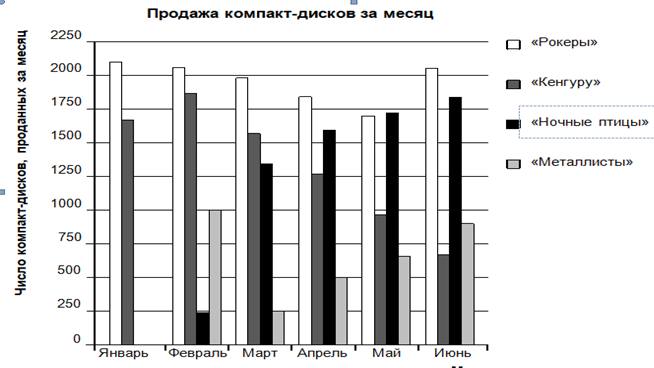 Продажа компакт-дисков за месяц
Число компакт-дисков, проданных за месяц
2250
2000
1750
1500
1250
1000
750
500
250
0
Январь Февраль Март Апрель Май Июнь
«Рокеры»
«Кенгуру»
«Ночные птицы»
«Металлисты»